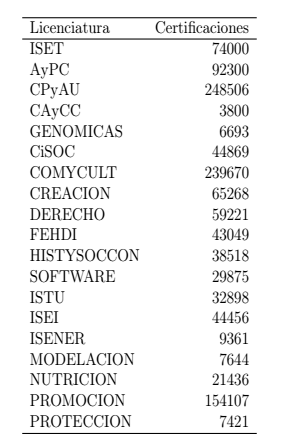 Licenciatura Certificaciones
ISET 74000
AyPC 92300
CPyAU 248506
CAyCC 3800
GENOMICAS 6693
CiSOC 44869
COMYCULT 239670
CREACION 65268
DERECHO 59221
FEHDI 43049
HISTYSOCCON 38518
SOFTWARE 29875
ISTU 32898
ISEI 44456
ISENER 9361
MODELACION 7644
NUTRICION 21436
PROMOCION 154107
PROTECCION 7421